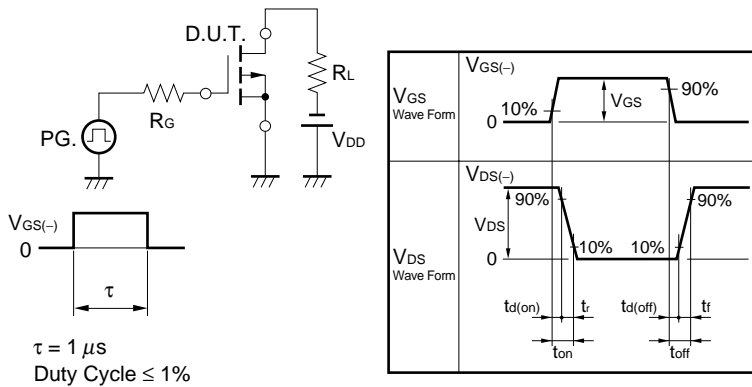 D.U.T.
RL
RG
PG.
VDD
VGS(−)
0
τ
τ = 1 μs
Duty Cycle ≤ 1%
VGS
Wave Form
VGS(−)
10%
VGS
90%
0
VDS
Wave Form
VDS(−)
90%
90%
VDS
10% 10%
0
td(on) tr td(off) tf
ton toff